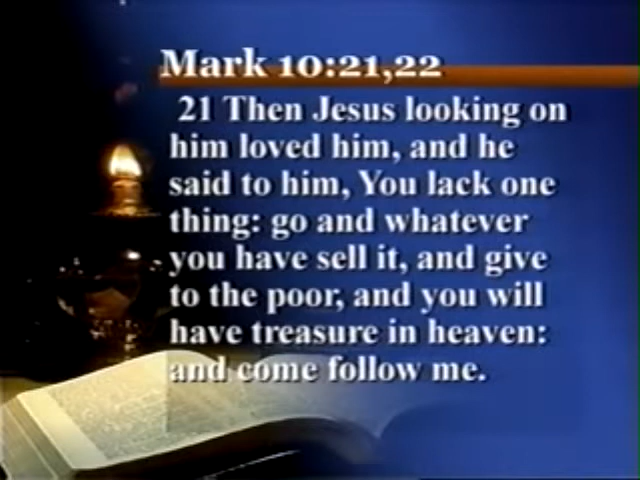 Mark 10:21,22
21 Then Jesus looking on
him loved him, and he
said to him, You lack one
thing: go and whatever
you have sell it, and give
to the poor, and you will
have treasure in heaven:
and come follow me.